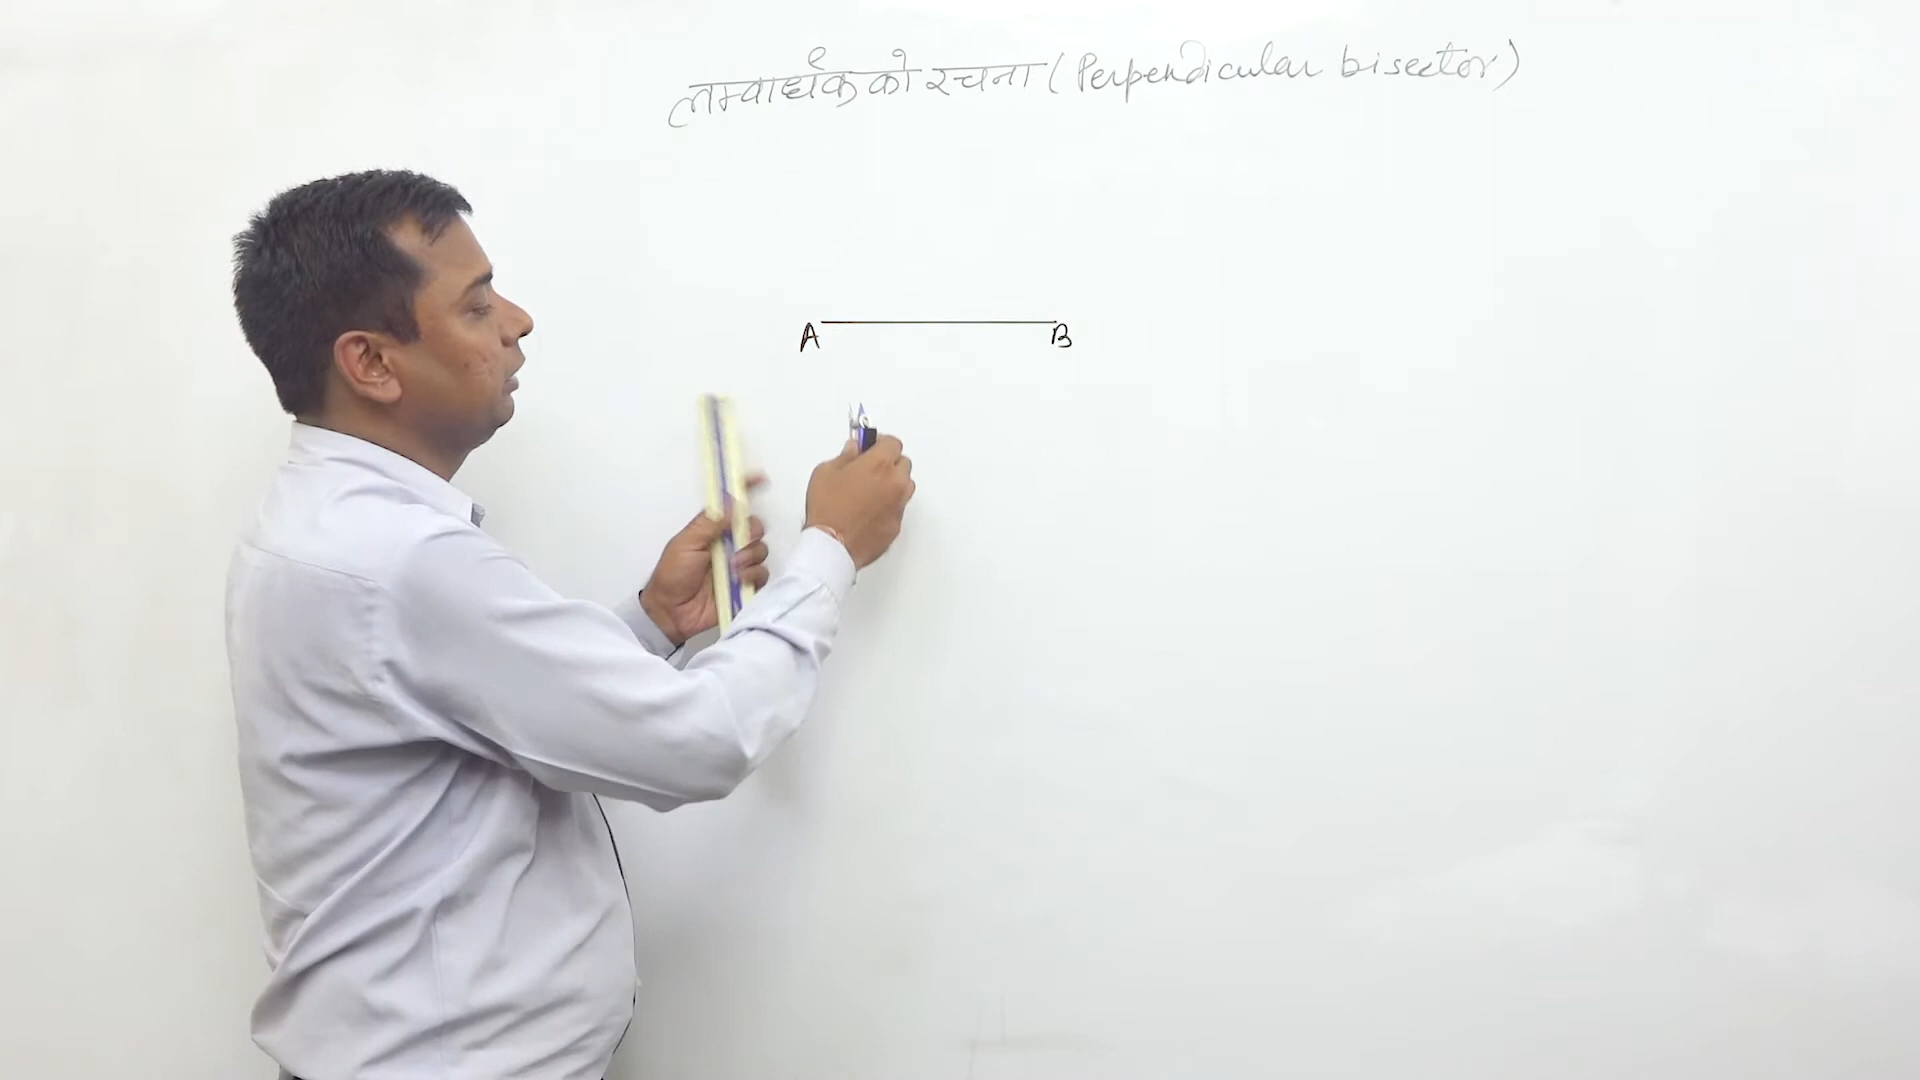 लम्बार्धक को रचना (Perpendicular bisector)
A B